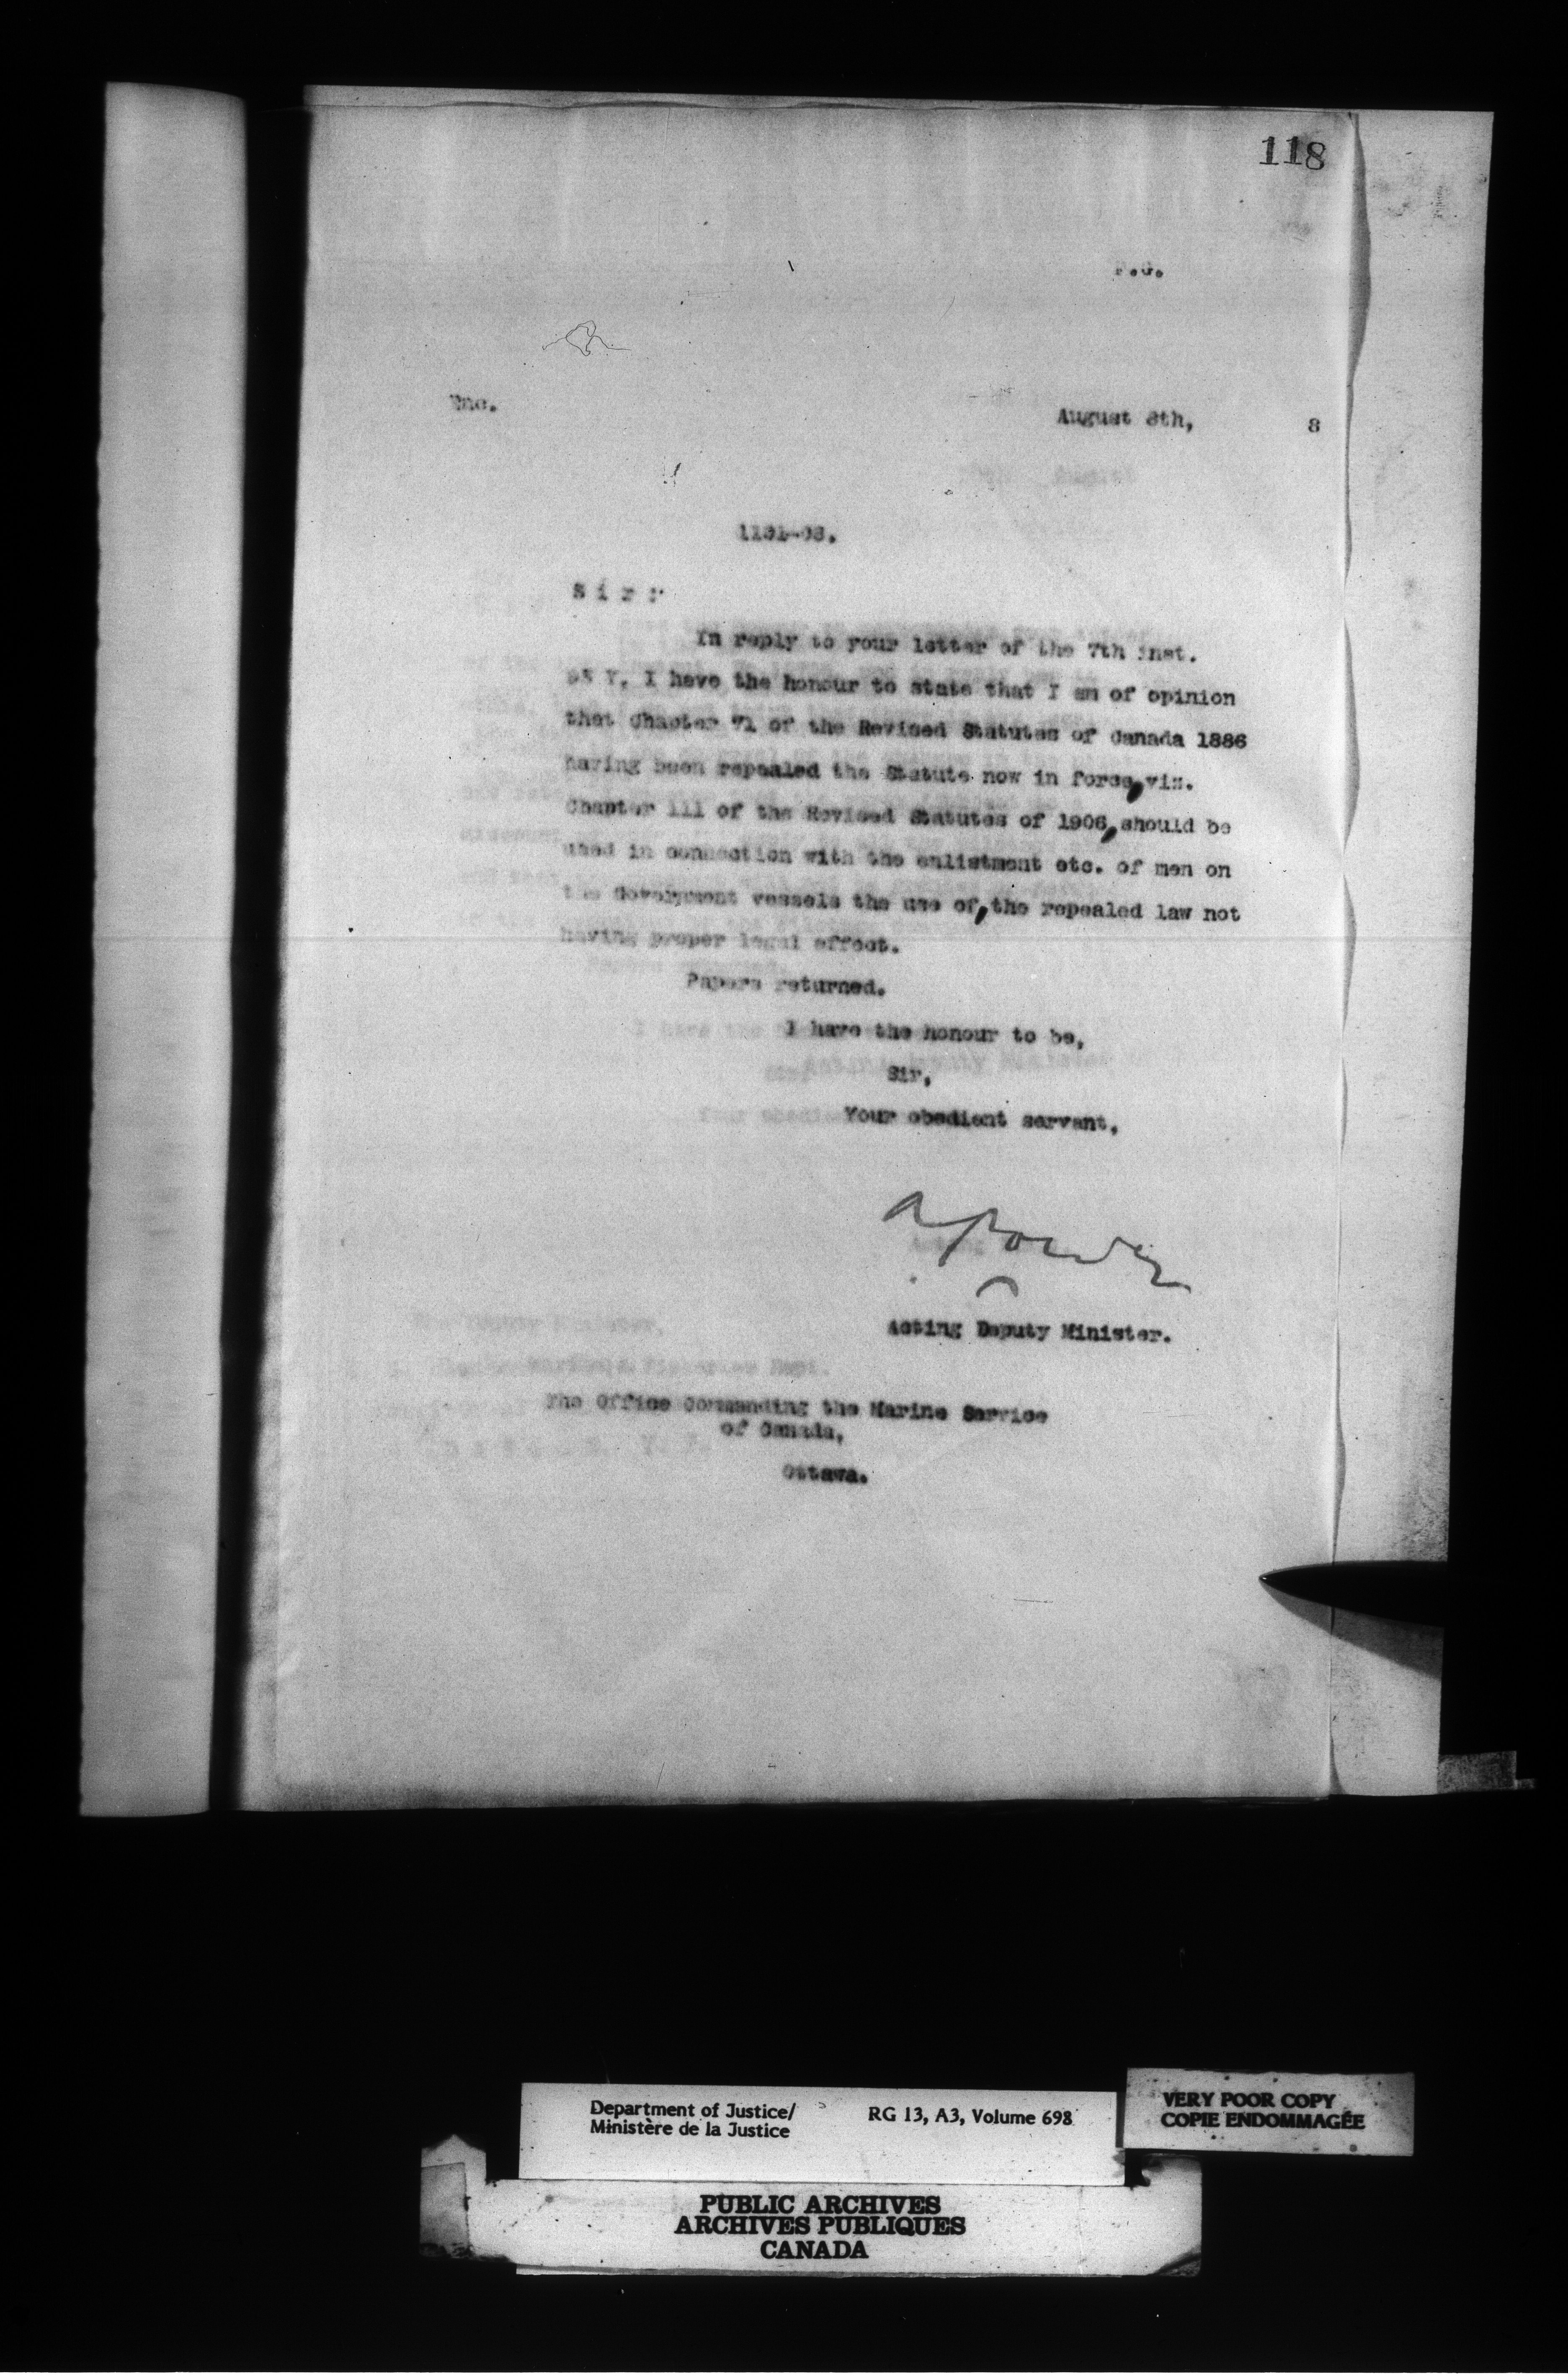 118
Enc.
August 8th, 8
S i r :
In reply to your letter of the 7th inst.
I have the honour to state that I am of opinion
that Chapter 71 of the Revised Statutes of Canada 1886
having been repealed the Statute now in force, viz.
Chapter 111 of the Revised Statutes of 1906, should be
used in connection with the enlistment etc. of men on
the Government vessels the use of, the repealed law not
having proper legal effect.
Papers returned.
I have the honour to be,
Sir,
Your obedient servant,
A Power
Acting Deputy Minister.
The Office Commanding the Marine Service
of Canada,
Ottawa.
Department of Justice/
Ministère de la Justice
RG 13, A3, Volume 698
VERY POOR COPY
COPIE ENDOMMAGÉE
PUBLIC ARCHIVES
ARCHIVES PUBLIQUES
CANADA